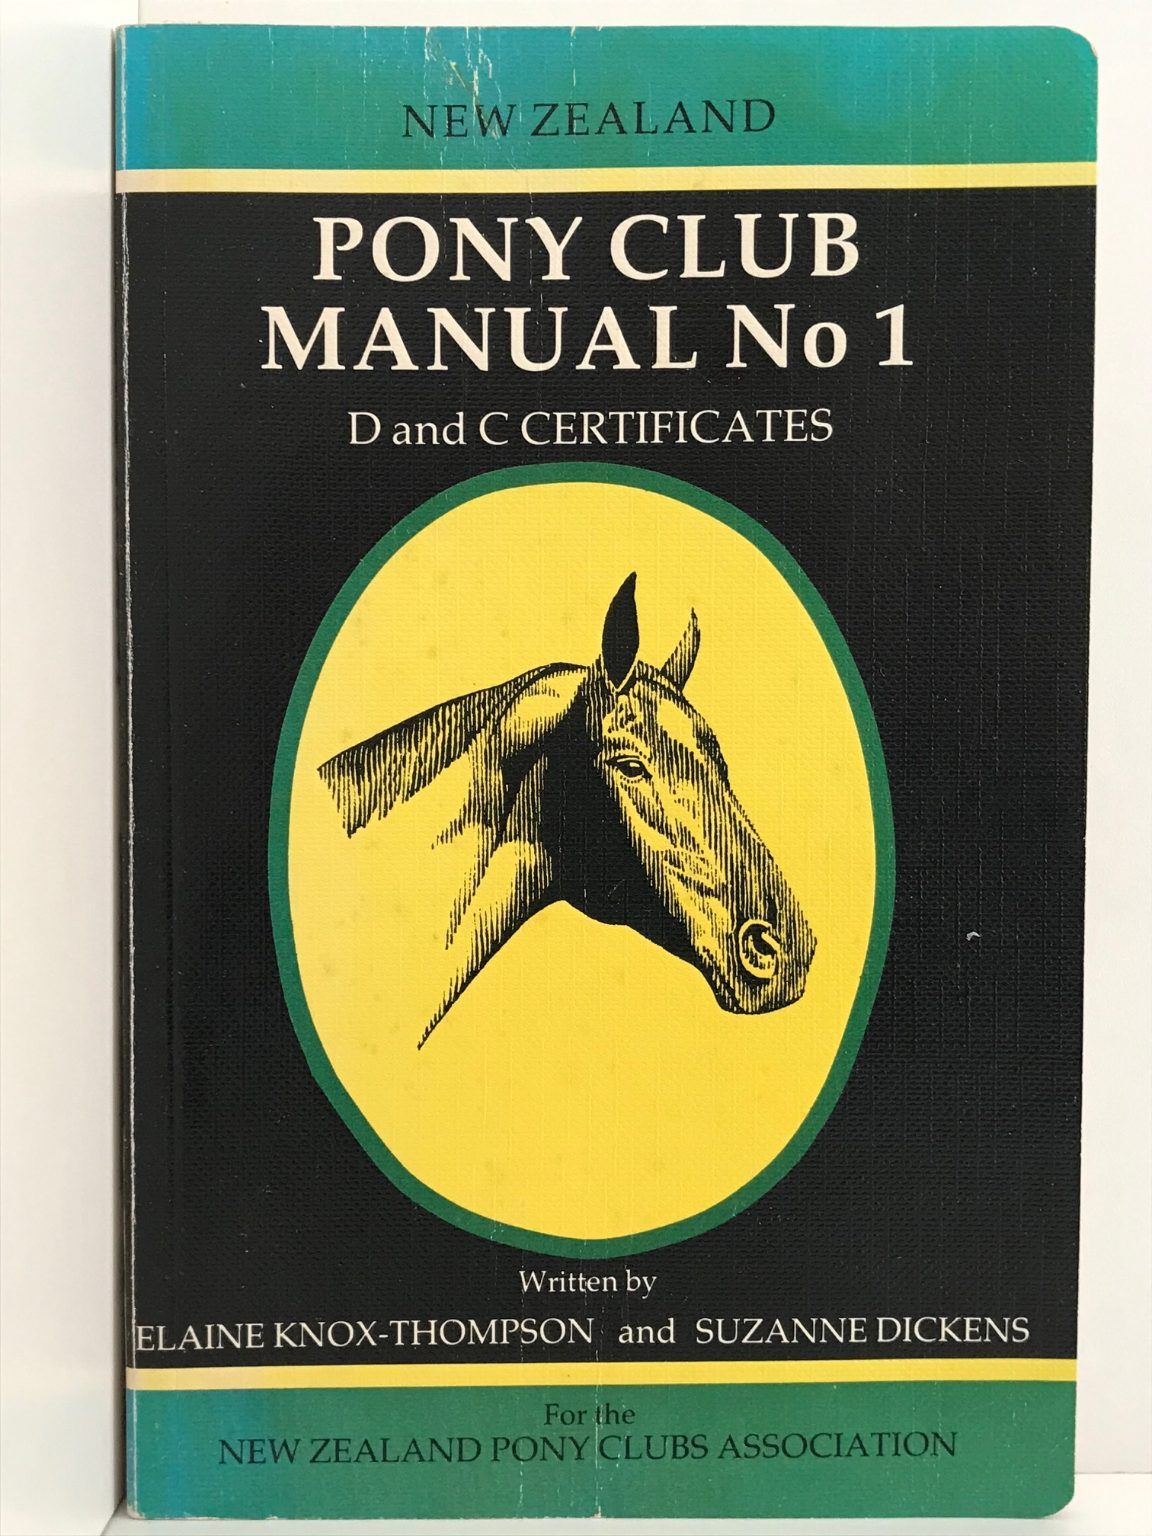 NEW ZEALAND
PONY CLUB
MANUAL No 1
D and C CERTIFICATES
Written by
ELAINE KNOX-THOMPSON and SUZANNE DICKENS
For the
NEW ZEALAND PONY CLUBS ASSOCIATION